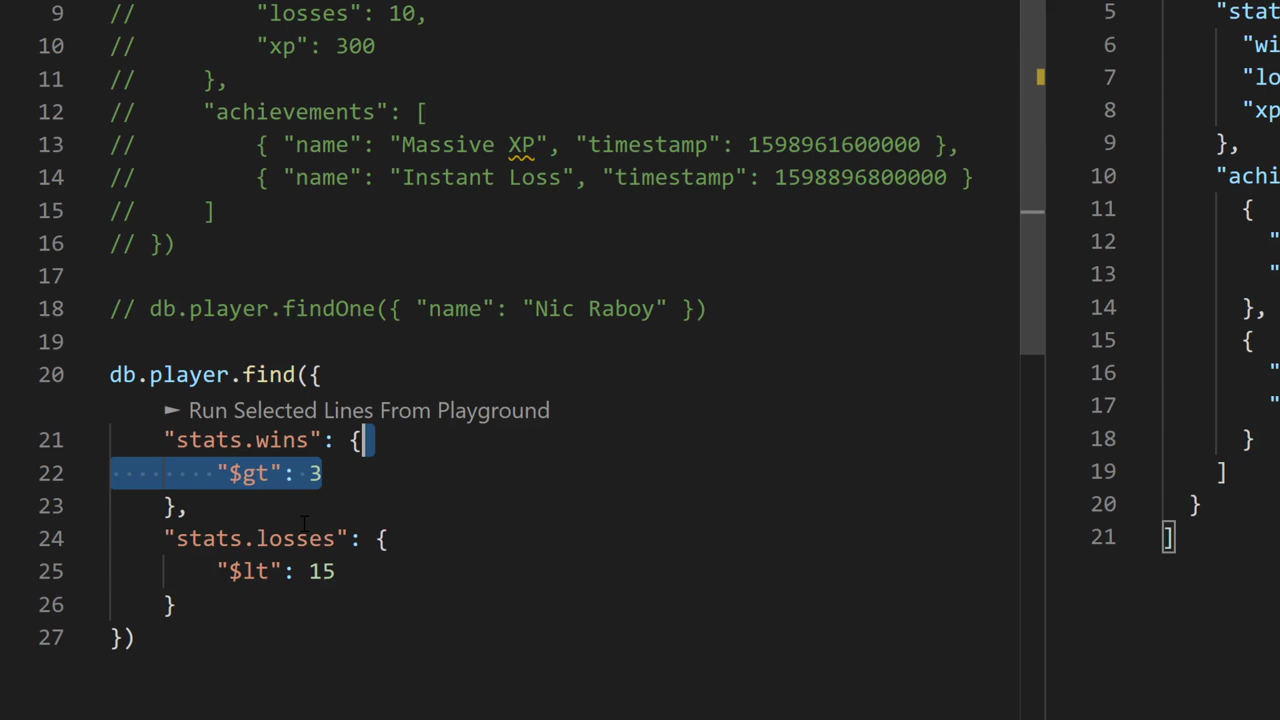 9 //         "losses": 10,
10 //         "xp": 300
11 //     },
12 //     "achievements": [
13 //         { "name": "Massive XP", "timestamp": 1598961600000 },
14 //         { "name": "Instant Loss", "timestamp": 1598896800000 }
15 //     ]
16 // })
17
18 // db.player.findOne({ "name": "Nic Raboy" })
19
20 db.player.find({
► Run Selected Lines From Playground
21     "stats.wins": {
22         "$gt": 3
23     },
24     "stats.losses": {
25         "$lt": 15
26     }
27 })
5 "stat
6 "wi
7 "lo
8 "xp
9 },
10 "achi
11 {
12 "
13 "
14 },
15 {
16 "
17 "
18 }
19 ]
20 }
21 ]